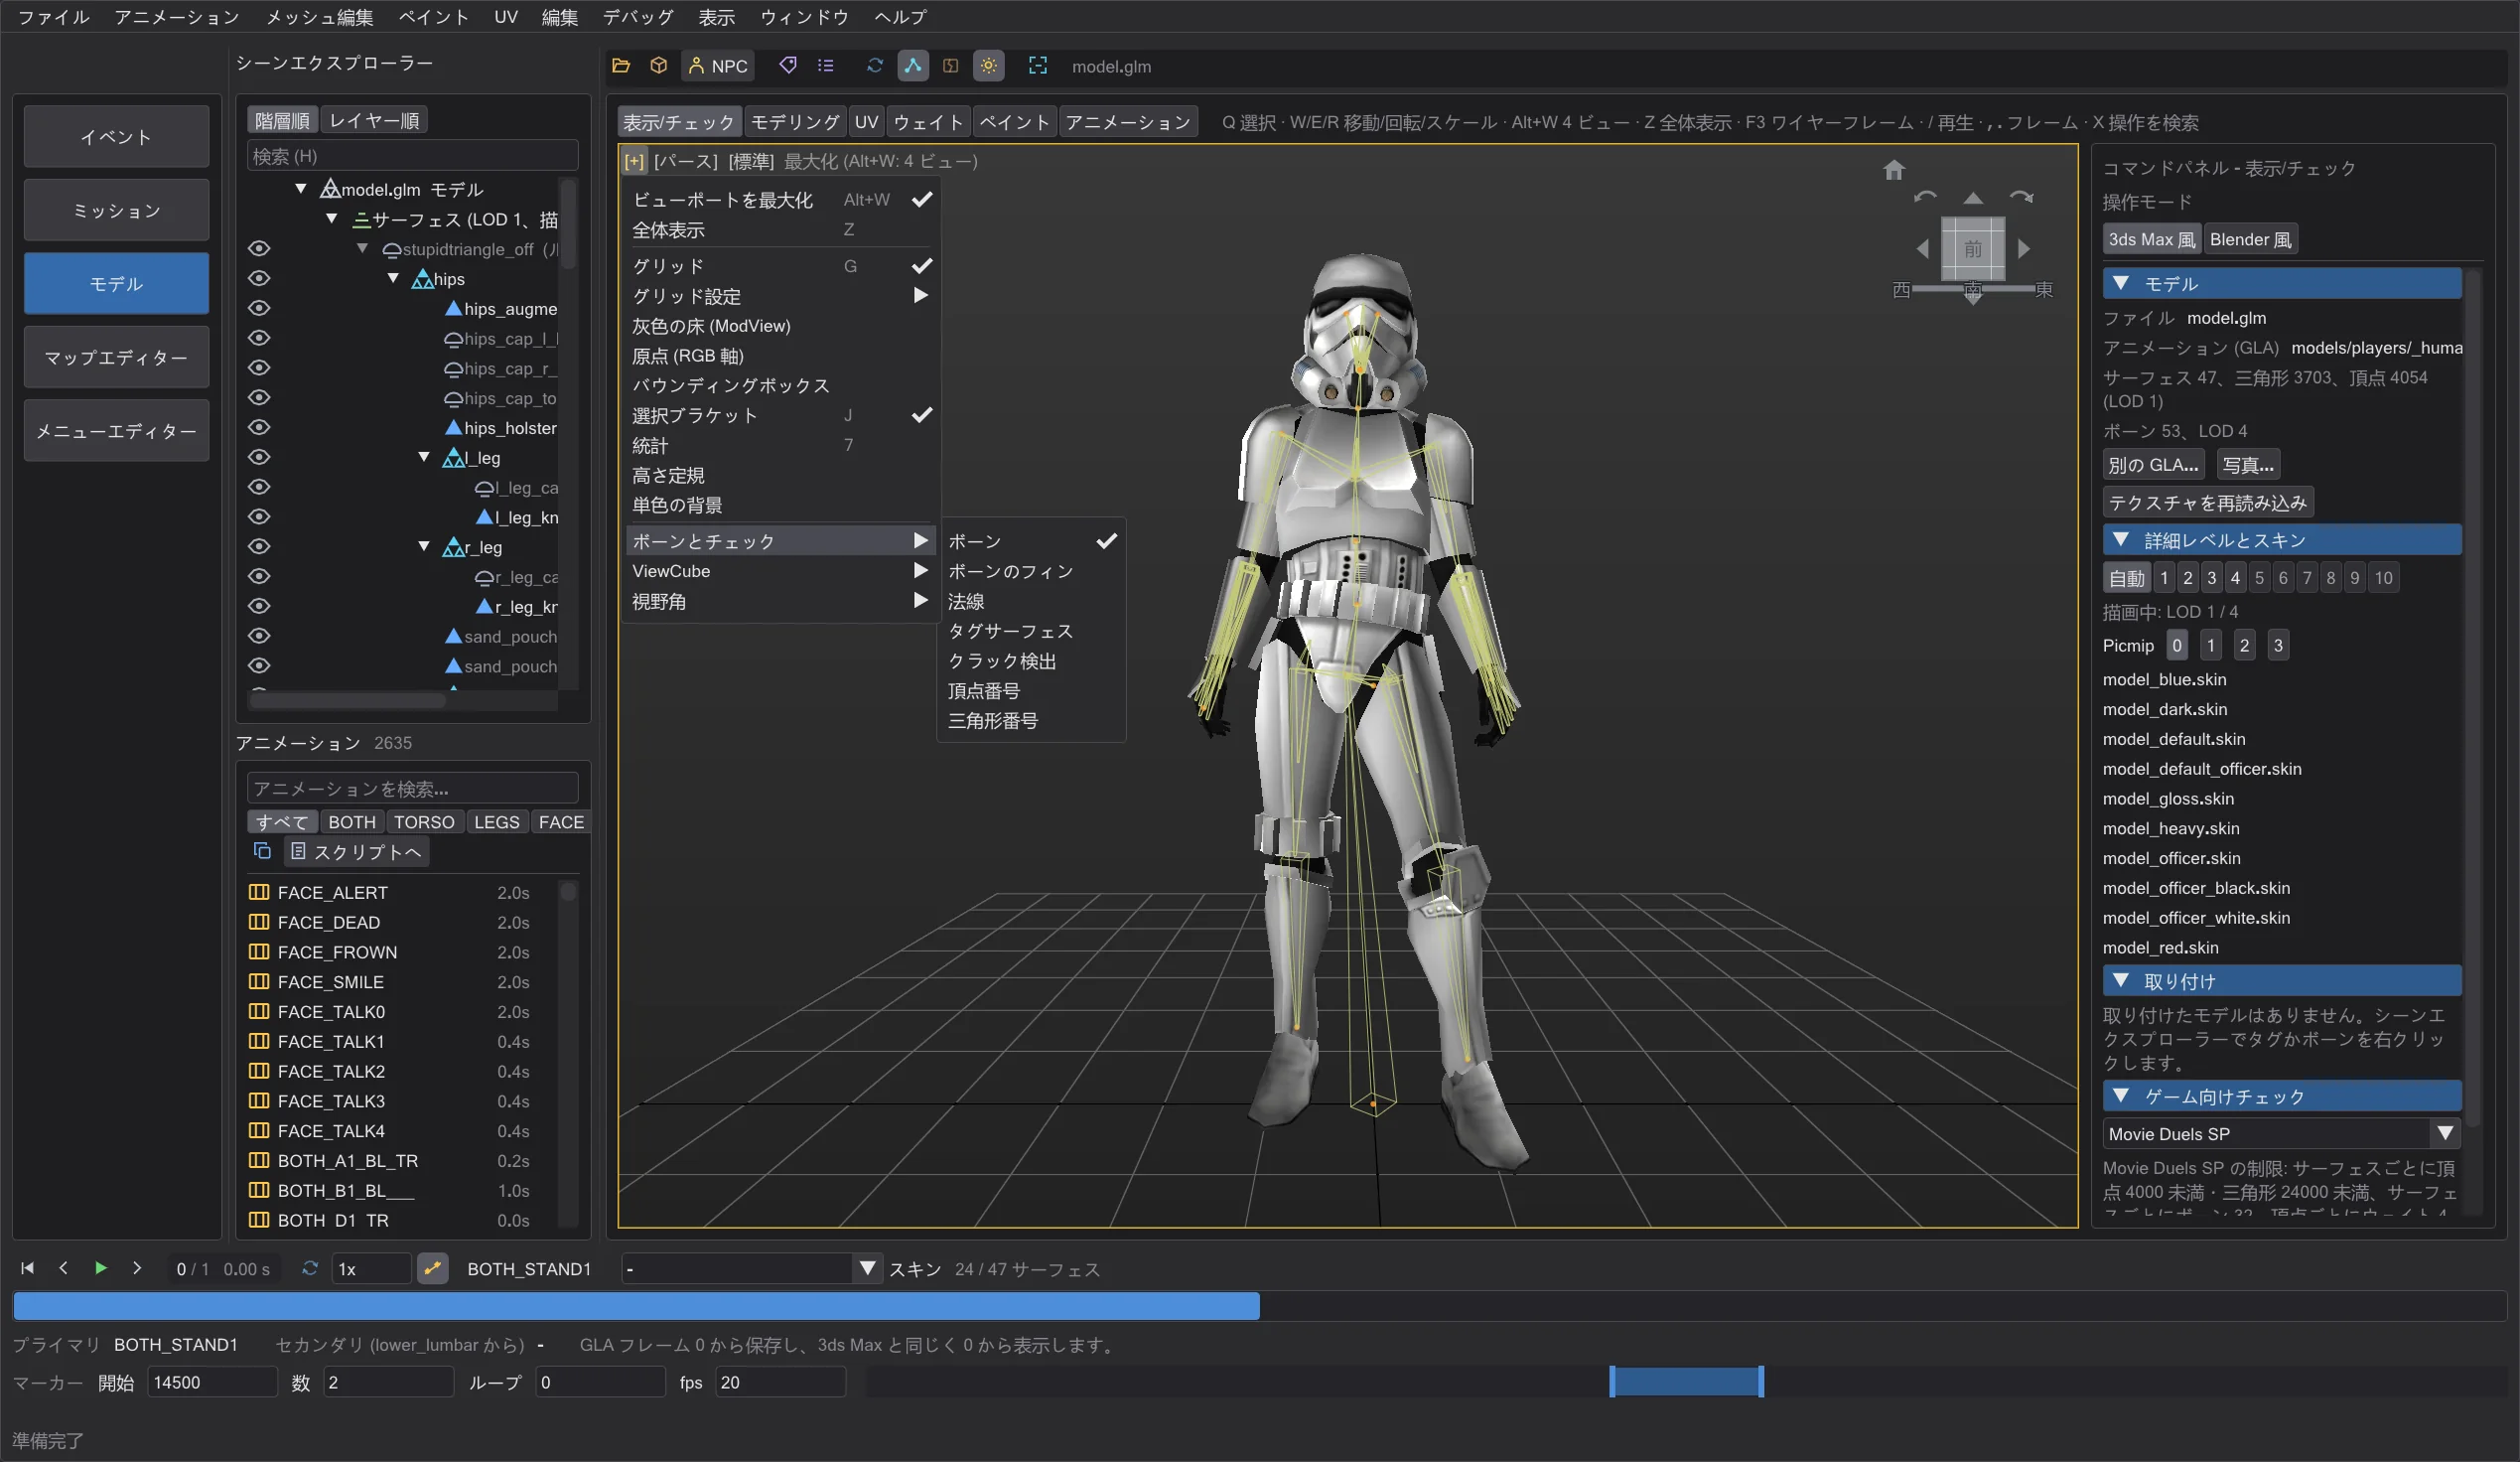 ファイル アニメーション メッシュ編集 ペイント UV 編集 デバッグ 表示 ウィンドウ ヘルプ
シーンエクスプローラー
NPC
model.glm
イベント
ミッション
モデル
マップエディター
メニューエディター
階層順 レイヤー順
検索 (H)
model.glm モデル
サーフェス (LOD 1、描
stupidtriangle_off
hips
hips_augme
hips_cap_l_
hips_cap_r_
hips_cap_to
hips_holster
l_leg
l_leg_ca
l_leg_kn
r_leg
r_leg_ca
r_leg_kn
sand_pouch
sand_pouch
アニメーション 2635
アニメーションを検索...
すべて BOTH TORSO LEGS FACE
スクリプトへ
FACE_ALERT 2.0s
FACE_DEAD 2.0s
FACE_FROWN 2.0s
FACE_SMILE 2.0s
FACE_TALK0 2.0s
FACE_TALK1 0.4s
FACE_TALK2 0.4s
FACE_TALK3 0.4s
FACE_TALK4 0.4s
BOTH_A1_BL_TR 0.2s
BOTH_B1_BL___ 1.0s
BOTH_D1_TR 0.0s
表示/チェック モデリング UV ウェイト ペイント アニメーション Q 選択 · W/E/R 移動/回転/スケール · Alt+W 4 ビュー · Z 全体表示 · F3 ワイヤーフレーム · / 再生 · , . フレーム · X 操作を検索
[+] [パース] [標準] 最大化 (Alt+W: 4 ビュー)
ビューポートを最大化 Alt+W
全体表示 Z
グリッド G
グリッド設定
灰色の床 (ModView)
原点 (RGB 軸)
バウンディングボックス
選択ブラケット J
統計 7
高さ定規
単色の背景
ボーンとチェック
ViewCube
視野角
ボーン
ボーンのフィン
法線
タグサーフェス
クラック検出
頂点番号
三角形番号
前
西 南 東
コマンドパネル - 表示/チェック
操作モード
3ds Max 風 Blender 風
モデル
ファイル model.glm
アニメーション (GLA) models/players/_huma
サーフェス 47、三角形 3703、頂点 4054
(LOD 1)
ボーン 53、LOD 4
別の GLA... 写真...
テクスチャを再読み込み
詳細レベルとスキン
自動 1 2 3 4 5 6 7 8 9 10
描画中: LOD 1 / 4
Picmip 0 1 2 3
model_blue.skin
model_dark.skin
model_default.skin
model_default_officer.skin
model_gloss.skin
model_heavy.skin
model_officer.skin
model_officer_black.skin
model_officer_white.skin
model_red.skin
取り付け
取り付けたモデルはありません。シーンエ
クスプローラーでタグかボーンを右クリッ
クします。
ゲーム向けチェック
Movie Duels SP
Movie Duels SP の制限: サーフェスごとに頂
点 4000 未満・三角形 24000 未満、サーフェ
スごとにボーン 32、頂点ごとにウェイト 4
0 / 1 0.00 s 1x BOTH_STAND1 - スキン 24 / 47 サーフェス
プライマリ BOTH_STAND1 セカンダリ (lower_lumbar から) - GLA フレーム 0 から保存し、3ds Max と同じく 0 から表示します。
マーカー 開始 14500 数 2 ループ 0 fps 20
準備完了